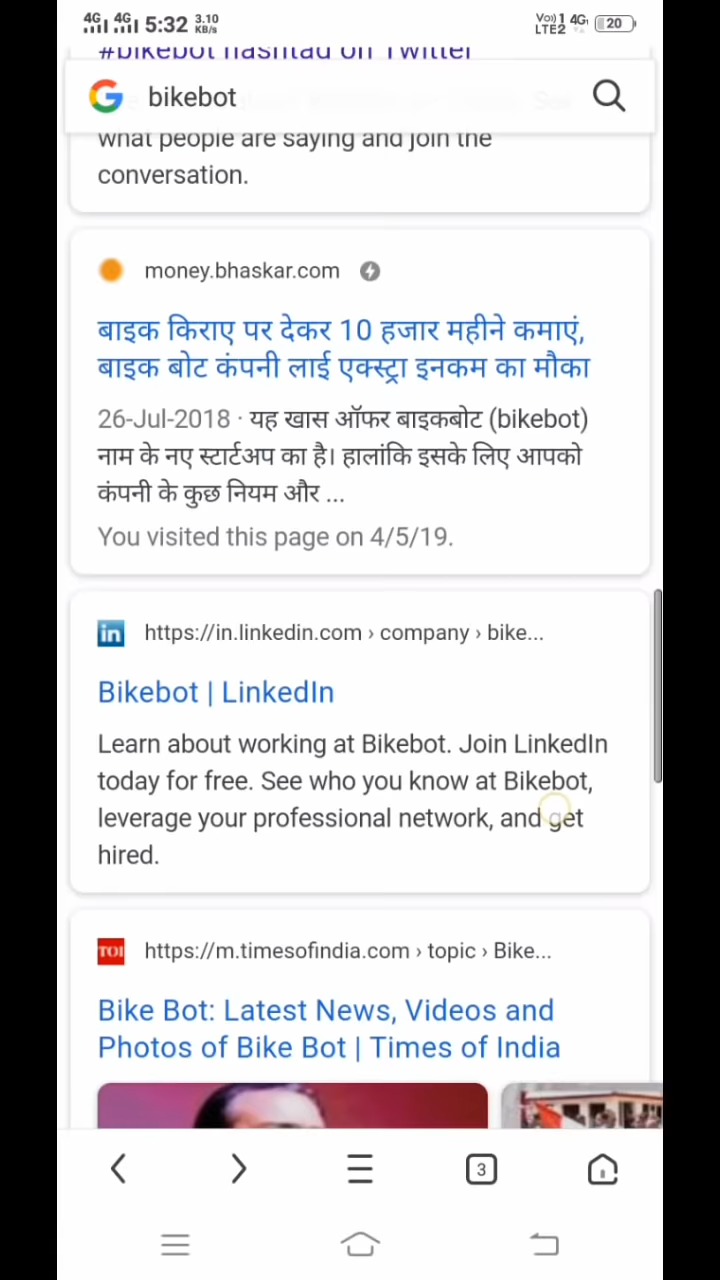 4G 4G 5:32 3.10 KB/s Vo)) 1 4G LTE2 20
#bikebot hashtag on Twitter
bikebot
what people are saying and join the
conversation.
money.bhaskar.com
बाइक किराए पर देकर 10 हजार महीने कमाएं,
बाइक बोट कंपनी लाई एक्स्ट्रा इनकम का मौका
26-Jul-2018 · यह खास ऑफर बाइकबोट (bikebot)
नाम के नए स्टार्टअप का है। हालांकि इसके लिए आपको
कंपनी के कुछ नियम और ...
You visited this page on 4/5/19.
in https://in.linkedin.com › company › bike...
Bikebot | LinkedIn
Learn about working at Bikebot. Join LinkedIn
today for free. See who you know at Bikebot,
leverage your professional network, and get
hired.
TOI https://m.timesofindia.com › topic › Bike...
Bike Bot: Latest News, Videos and
Photos of Bike Bot | Times of India
3